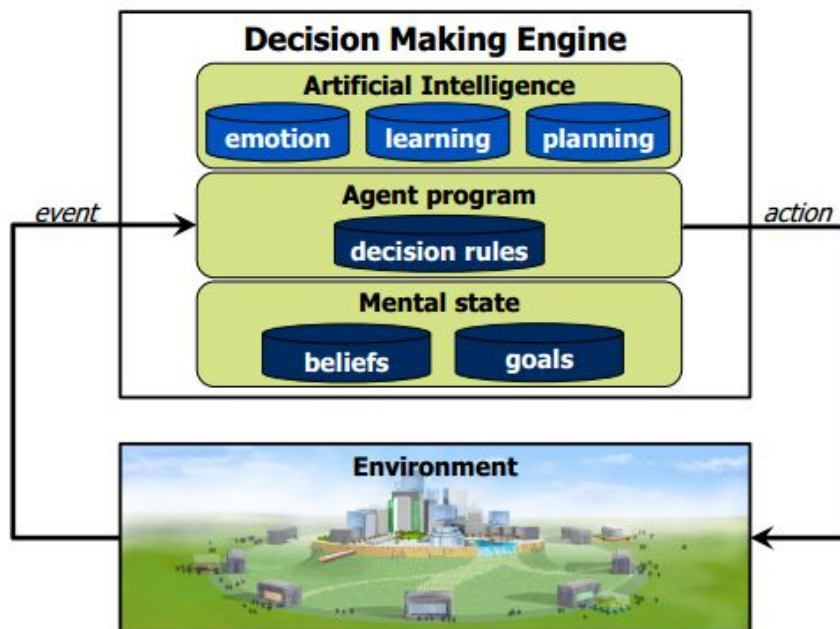 Decision Making Engine
Artificial Intelligence
emotion learning planning
Agent program
event
action
decision rules
Mental state
beliefs goals
Environment